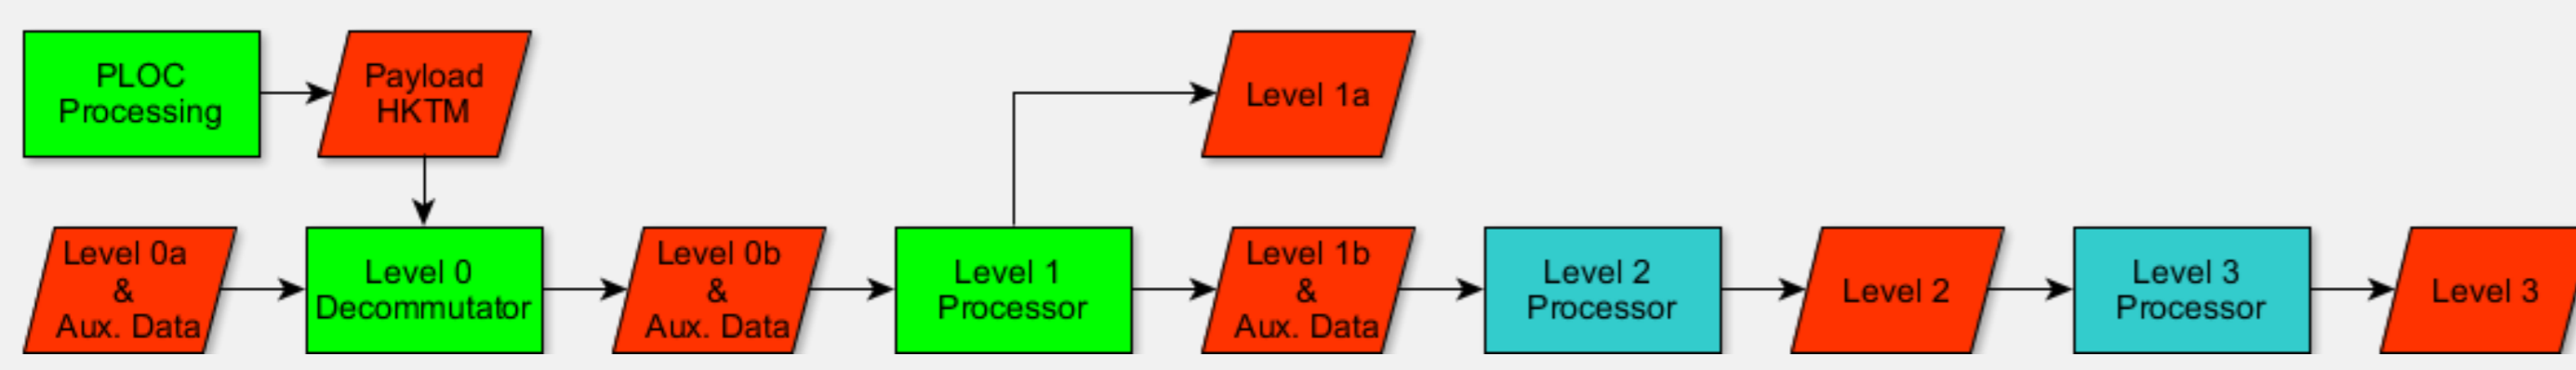 PLOC
Processing
Payload
HKTM
Level 1a
Level 0a
&
Aux. Data
Level 0
Decommutator
Level 0b
&
Aux. Data
Level 1
Processor
Level 1b
&
Aux. Data
Level 2
Processor
Level 2
Level 3
Processor
Level 3